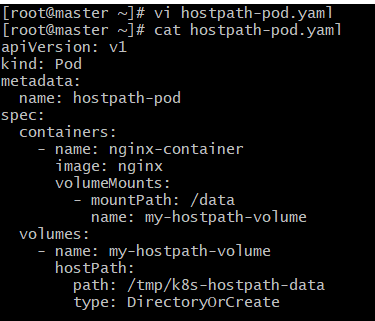 [root@master ~]# vi hostpath-pod.yaml
[root@master ~]# cat hostpath-pod.yaml
apiVersion: v1
kind: Pod
metadata:
  name: hostpath-pod
spec:
  containers:
    - name: nginx-container
      image: nginx
      volumeMounts:
        - mountPath: /data
          name: my-hostpath-volume
  volumes:
    - name: my-hostpath-volume
      hostPath:
        path: /tmp/k8s-hostpath-data
        type: DirectoryOrCreate